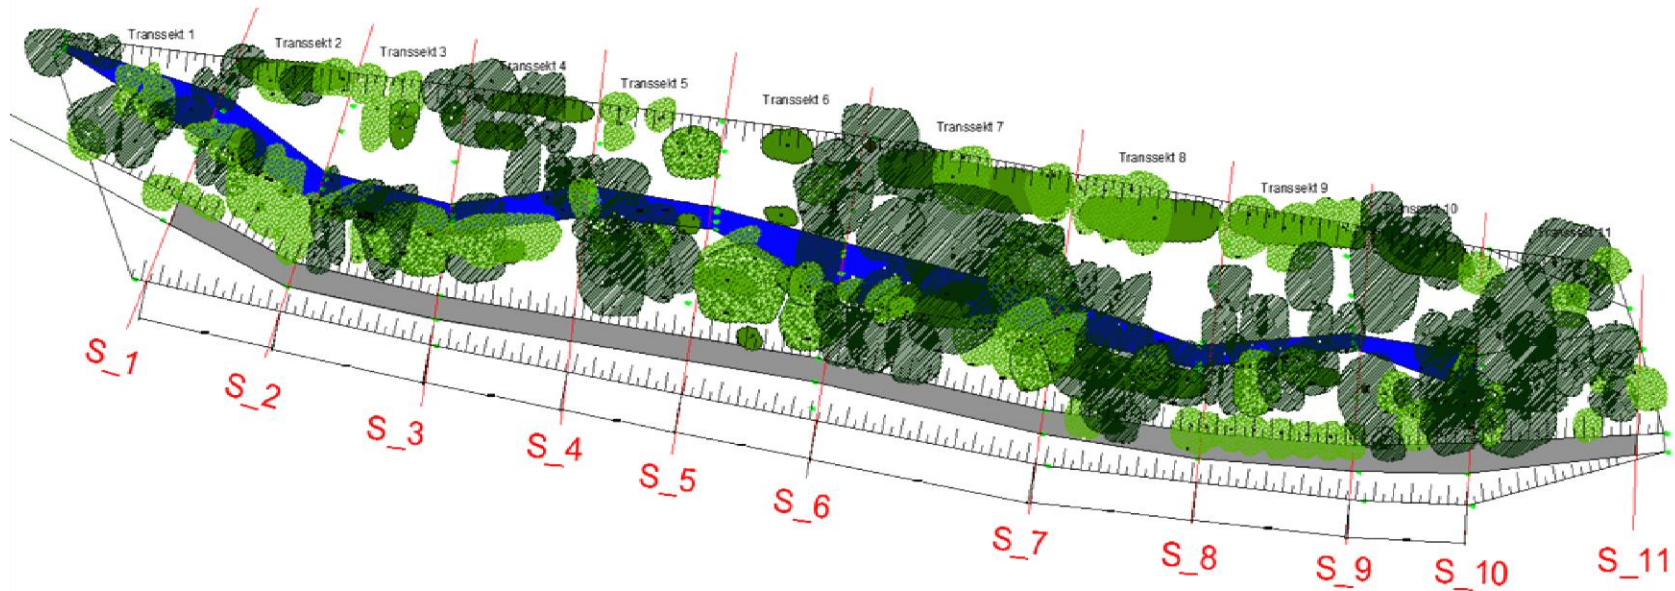 Transsekt 1
Transsekt 2
Transsekt 3
Transsekt 4
Transsekt 5
Transsekt 6
Transsekt 7
Transsekt 8
Transsekt 9
Transsekt 10
Transsekt 11
S_1
S_2
S_3
S_4
S_5
S_6
S_7
S_8
S_9
S_10
S_11